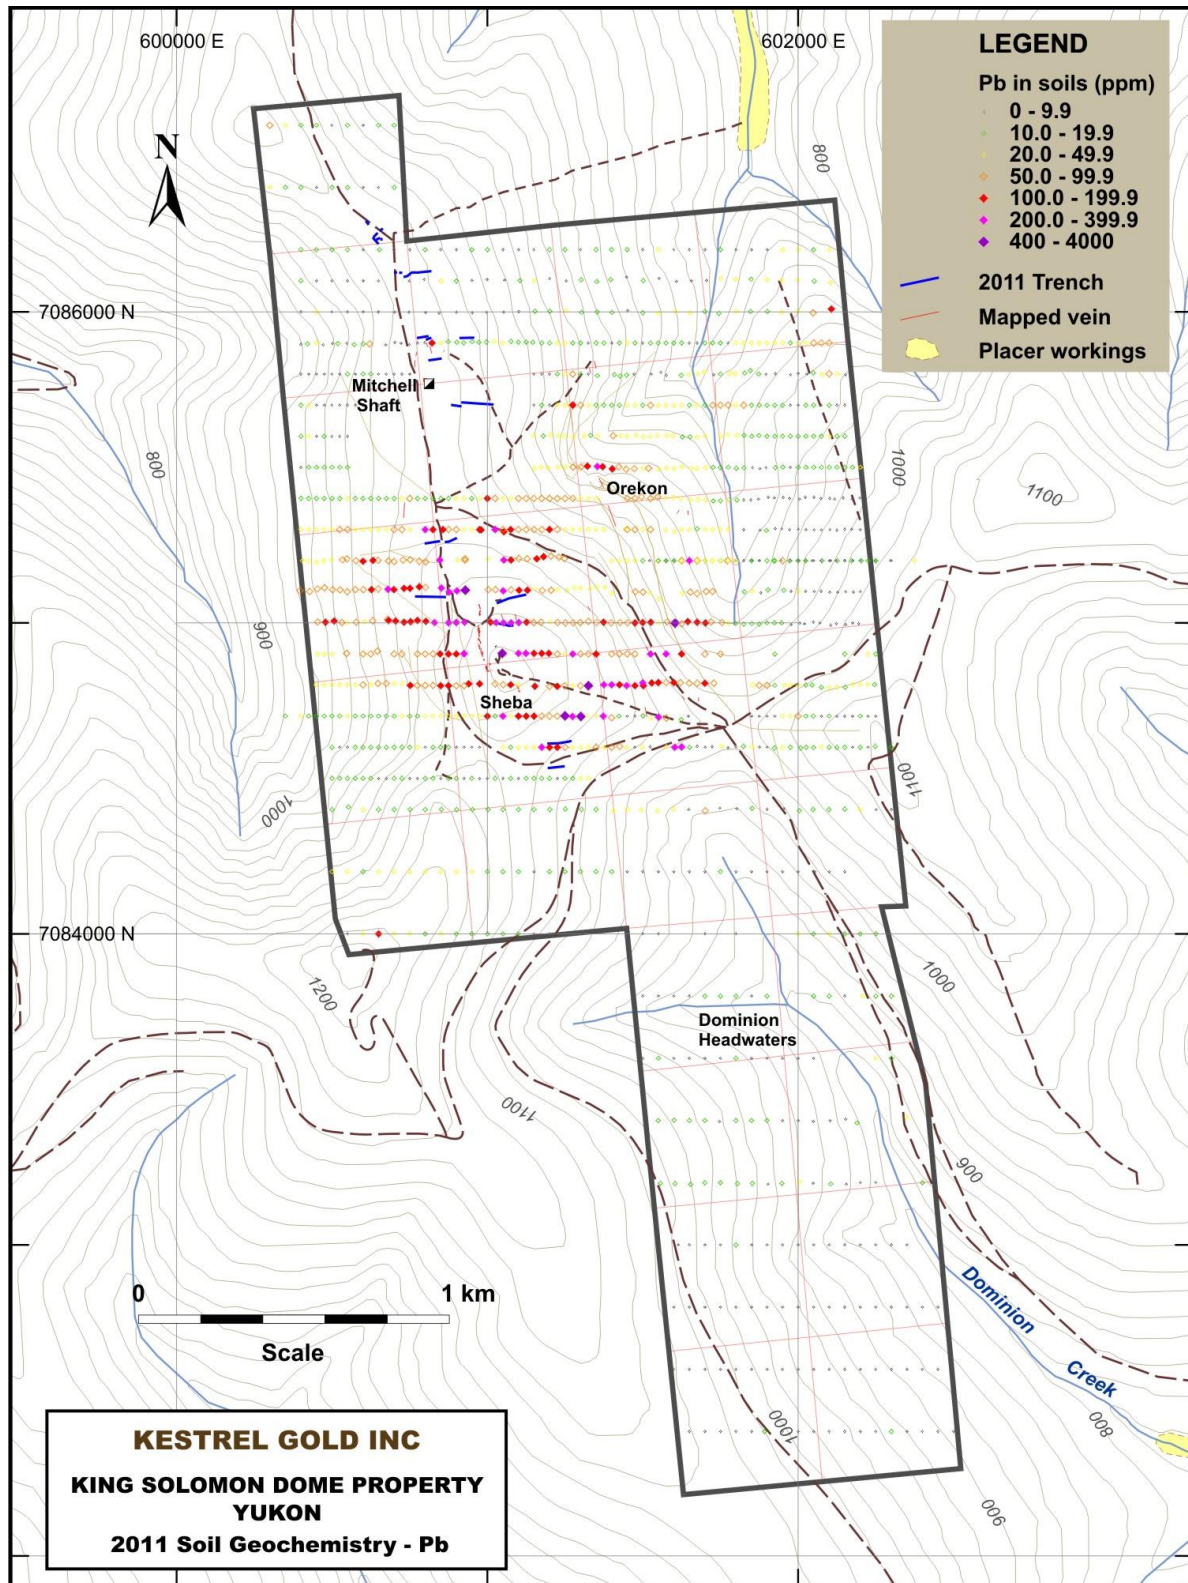 600000 E
602000 E
LEGEND
Pb in soils (ppm)
0 - 9.9
10.0 - 19.9
20.0 - 49.9
50.0 - 99.9
100.0 - 199.9
200.0 - 399.9
400 - 4000
2011 Trench
Mapped vein
Placer workings
N
800
7086000 N
Mitchell
Shaft
800
1000
1100
Orekon
900
Sheba
1100
1000
7084000 N
1200
1000
Dominion
Headwaters
1100
900
0
1 km
Scale
Dominion
Creek
1000
800
900
KESTREL GOLD INC
KING SOLOMON DOME PROPERTY
YUKON
2011 Soil Geochemistry - Pb